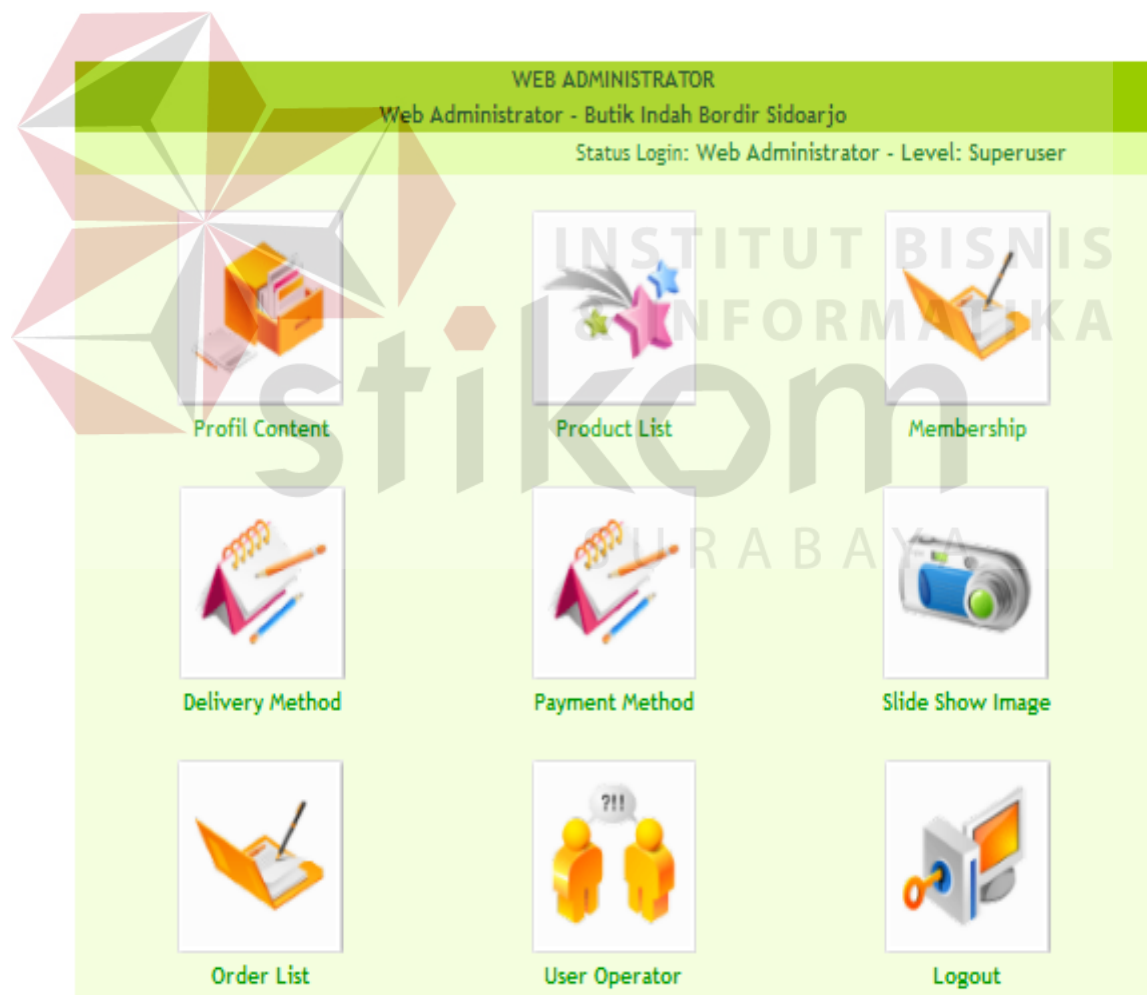 WEB ADMINISTRATOR
Web Administrator - Butik Indah Bordir Sidoarjo
Status Login: Web Administrator - Level: Superuser
INSTITUT BISNIS
& INFORMATIKA
stikom
SURABAYA
Profil Content
Product List
Membership
Delivery Method
Payment Method
Slide Show Image
?!!
Order List
User Operator
Logout